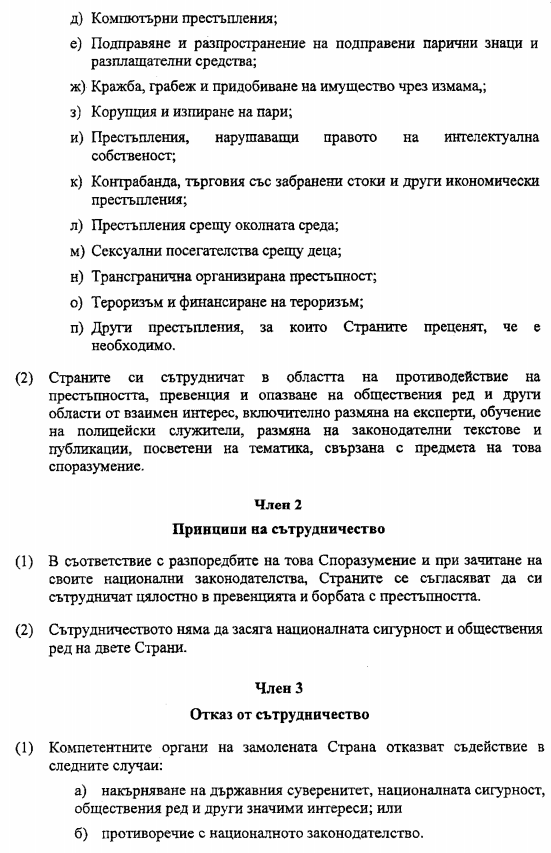 д) Компютърни престъпления;
е) Подправяне и разпространение на подправени парични знаци и
разплащателни средства;
ж) Кражба, грабеж и придобиване на имущество чрез измама,;
з) Корупция и изпиране на пари;
и) Престъпления, нарушаващи правото на интелектуална
собственост;
к) Контрабанда, търговия със забранени стоки и други икономически
престъпления;
л) Престъпления срещу околната среда;
м) Сексуални посегателства срещу деца;
н) Трансгранична организирана престъпност;
о) Тероризъм и финансиране на тероризъм;
п) Други престъпления, за които Страните преценят, че е
необходимо.
(2) Страните си сътрудничат в областта на противодействие на
престъпността, превенция и опазване на обществения ред и други
области от взаимен интерес, включително размяна на експерти, обучение
на полицейски служители, размяна на законодателни текстове и
публикации, посветени на тематика, свързана с предмета на това
споразумение.
Член 2
Принципи на сътрудничество
(1) В съответствие с разпоредбите на това Споразумение и при зачитане на
своите национални законодателства, Страните се съгласяват да си
сътрудничат цялостно в превенцията и борбата с престъпността.
(2) Сътрудничеството няма да засяга националната сигурност и обществения
ред на двете Страни.
Член 3
Отказ от сътрудничество
(1) Компетентните органи на замолената Страна отказват съдействие в
следните случаи:
а) накърняване на държавния суверенитет, националната сигурност,
обществения ред и други значими интереси; или
б) противоречие с националното законодателство.